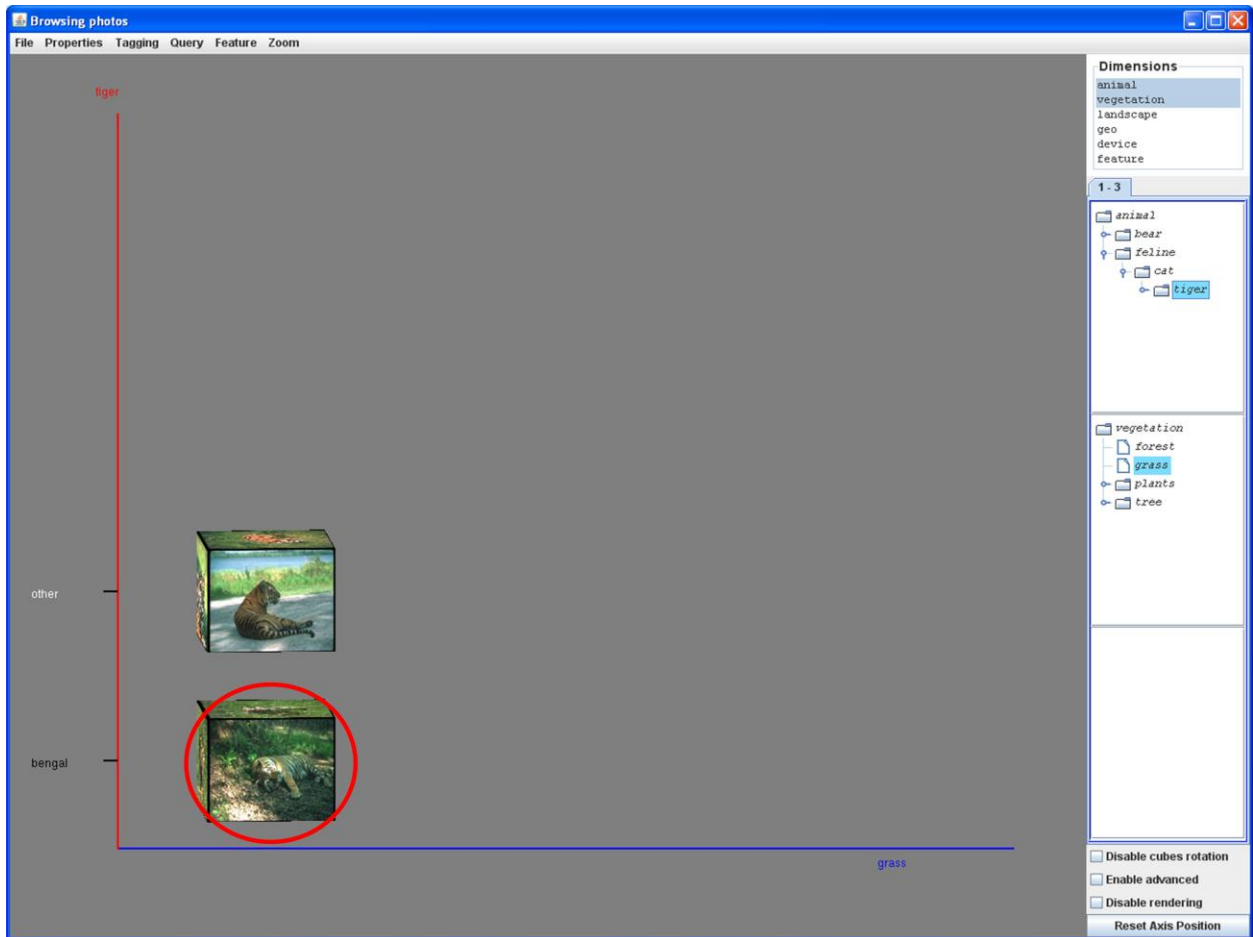 Browsing photos
File Properties Tagging Query Feature Zoom
tiger
other
bengal
grass
Dimensions
animal
vegetation
landscape
geo
device
feature
1 - 3
animal
bear
feline
cat
tiger
vegetation
forest
grass
plants
tree
Disable cubes rotation
Enable advanced
Disable rendering
Reset Axis Position